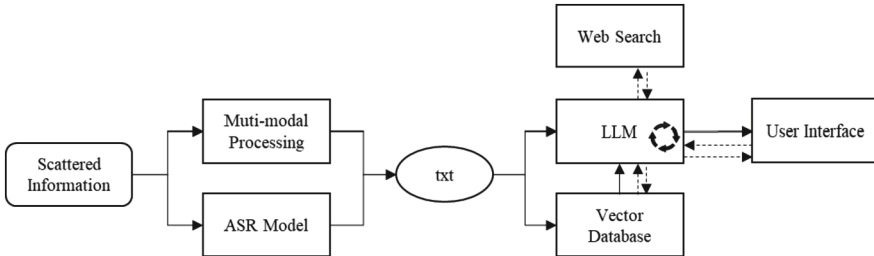 Web Search
Muti-modal
Processing
LLM
User Interface
Scattered
Information
txt
ASR Model
Vector
Database